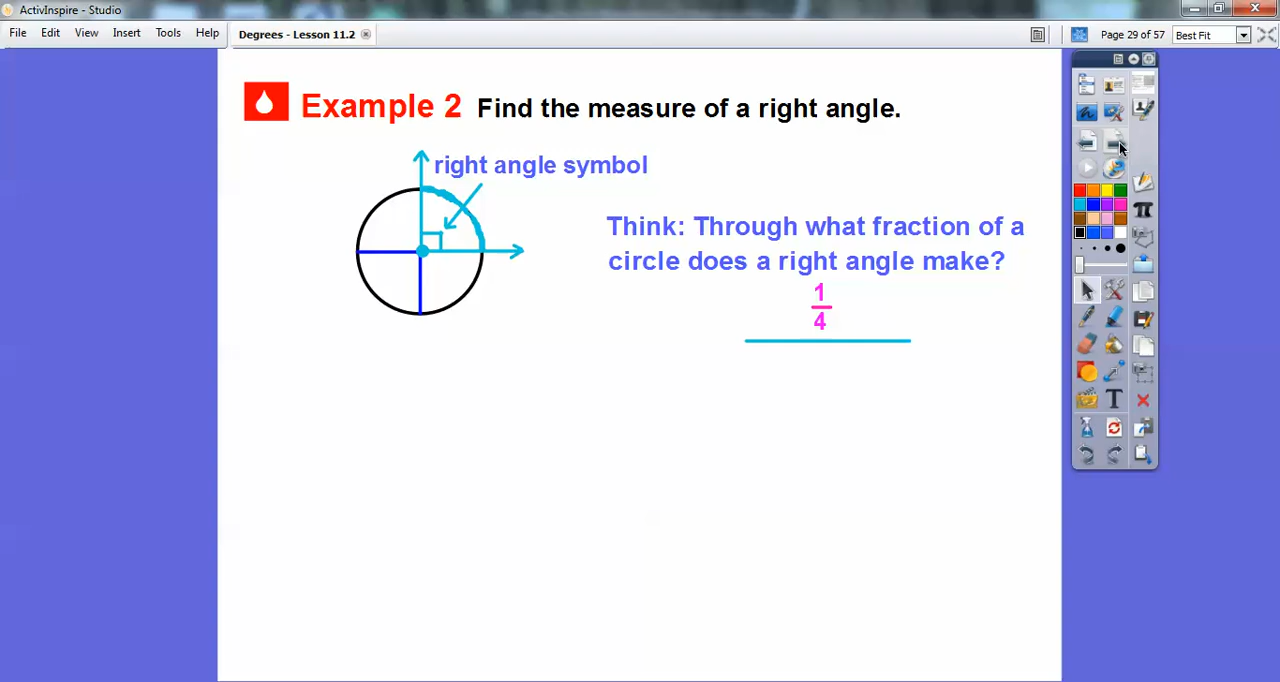 ActivInspire - Studio
File Edit View Insert Tools Help
Degrees - Lesson 11.2
Page 29 of 57
Best Fit
Example 2 Find the measure of a right angle.
right angle symbol
Think: Through what fraction of a
circle does a right angle make?
1
4